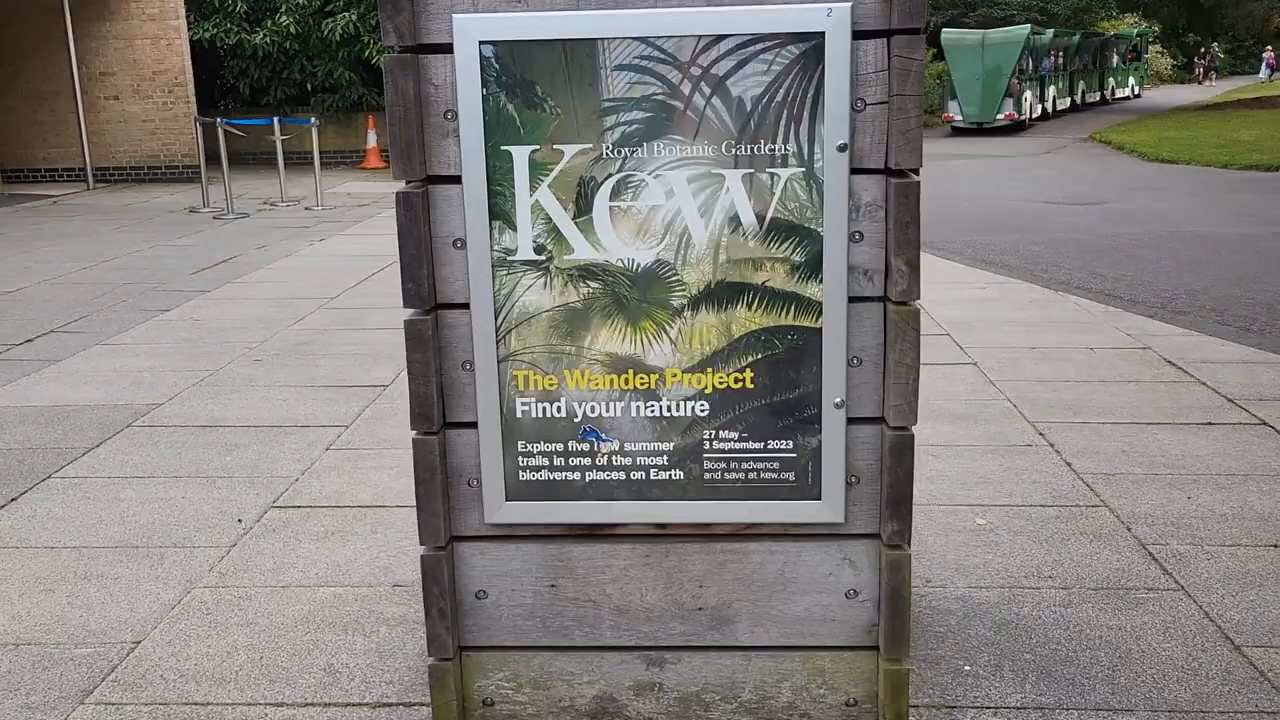 2
Royal Botanic Gardens
Kew
The Wander Project
Find your nature
Explore five new summer
trails in one of the most
biodiverse places on Earth
27 May –
3 September 2023
Book in advance
and save at kew.org